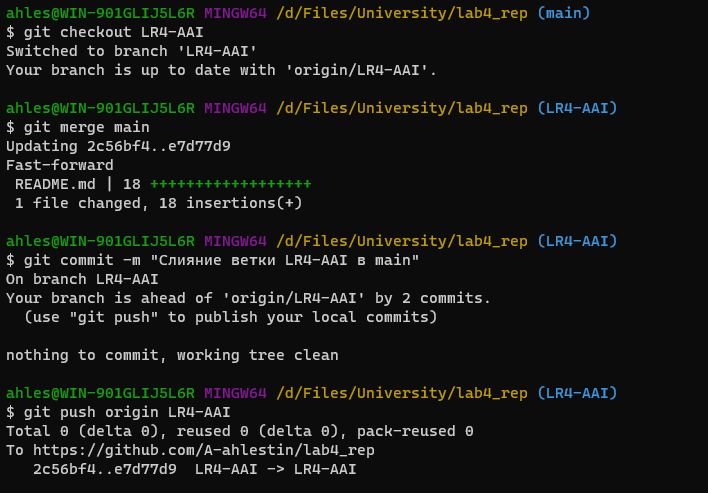 ahles@WIN-901GLIJ5L6R MINGW64 /d/Files/University/lab4_rep (main)
$ git checkout LR4-AAI
Switched to branch 'LR4-AAI'
Your branch is up to date with 'origin/LR4-AAI'.
ahles@WIN-901GLIJ5L6R MINGW64 /d/Files/University/lab4_rep (LR4-AAI)
$ git merge main
Updating 2c56bf4..e7d77d9
Fast-forward
 README.md | 18 ++++++++++++++++++
 1 file changed, 18 insertions(+)
ahles@WIN-901GLIJ5L6R MINGW64 /d/Files/University/lab4_rep (LR4-AAI)
$ git commit -m "Слияние ветки LR4-AAI в main"
On branch LR4-AAI
Your branch is ahead of 'origin/LR4-AAI' by 2 commits.
  (use "git push" to publish your local commits)
nothing to commit, working tree clean
ahles@WIN-901GLIJ5L6R MINGW64 /d/Files/University/lab4_rep (LR4-AAI)
$ git push origin LR4-AAI
Total 0 (delta 0), reused 0 (delta 0), pack-reused 0
To https://github.com/A-ahlestin/lab4_rep
   2c56bf4..e7d77d9  LR4-AAI -> LR4-AAI